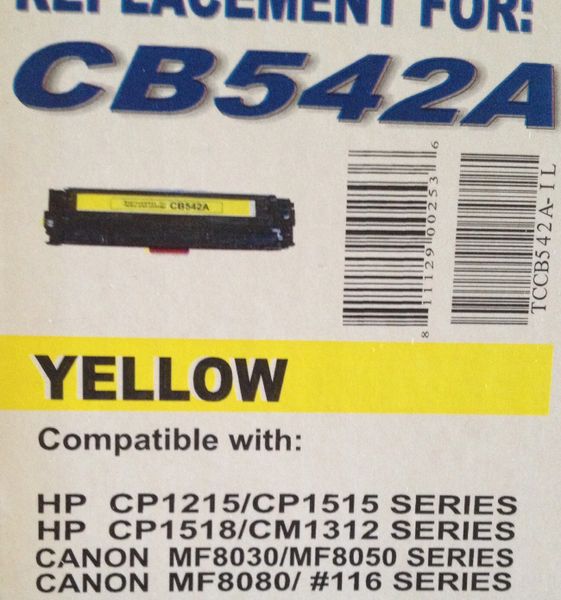 REPLACEMENT FOR:
CB542A
CB542A
8 11129 00253 6
TCCB542A-IL
YELLOW
Compatible with:
HP CP1215/CP1515 SERIES
HP CP1518/CM1312 SERIES
CANON MF8030/MF8050 SERIES
CANON MF8080/ #116 SERIES